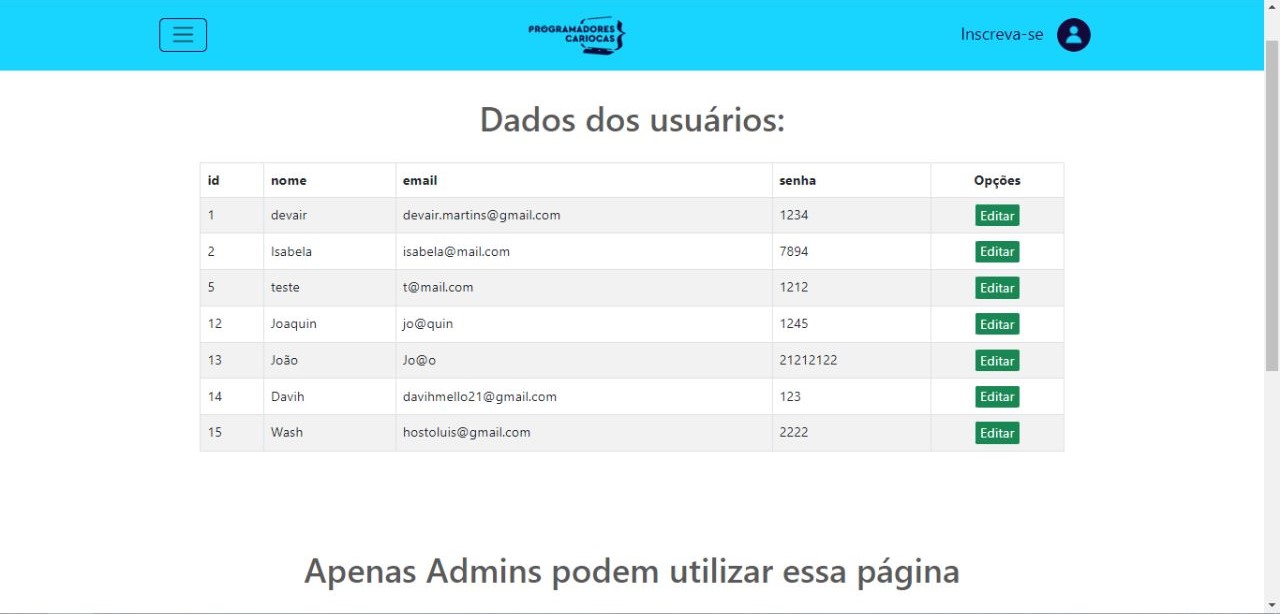 PROGRAMADORES
CARIOCAS
Inscreva-se
Dados dos usuários:
id nome email senha Opções
1 devair devair.martins@gmail.com 1234 Editar
2 Isabela isabela@mail.com 7894 Editar
5 teste t@mail.com 1212 Editar
12 Joaquin jo@quin 1245 Editar
13 João Jo@o 21212122 Editar
14 Davih davihmello21@gmail.com 123 Editar
15 Wash hostoluis@gmail.com 2222 Editar
Apenas Admins podem utilizar essa página